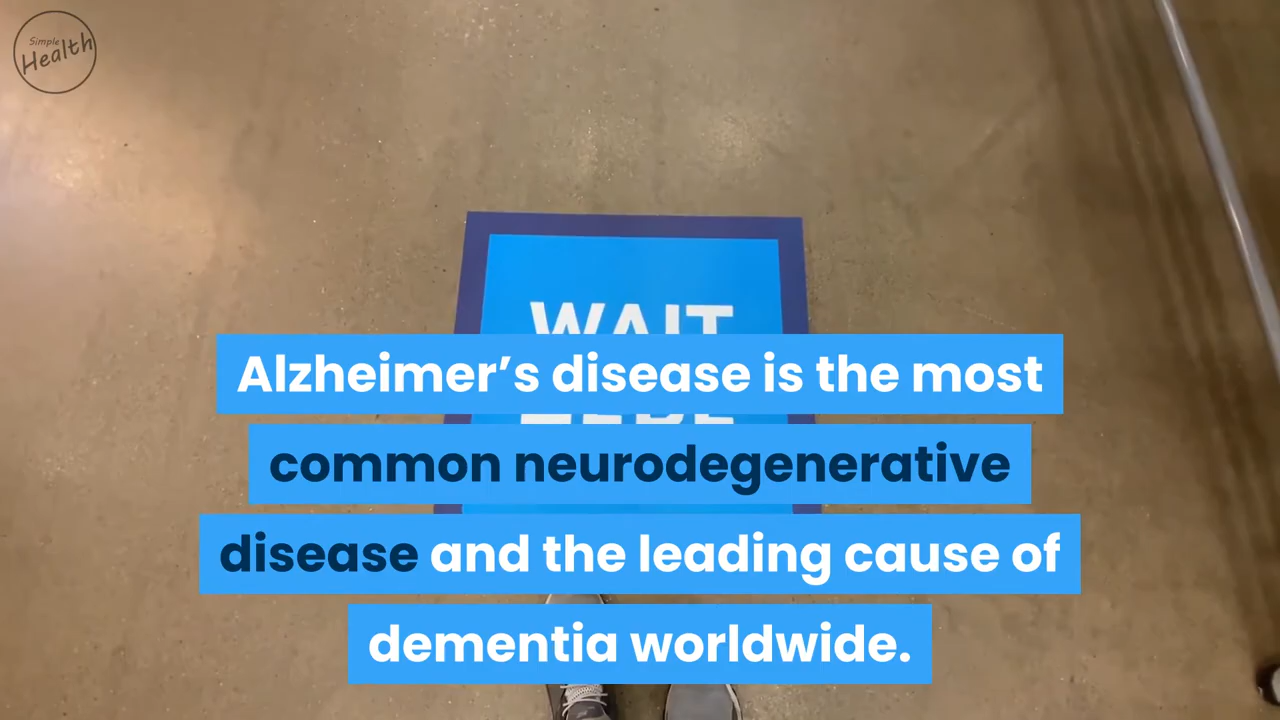 Simple
Health
WAIT
Alzheimer’s disease is the most
common neurodegenerative
disease and the leading cause of
dementia worldwide.